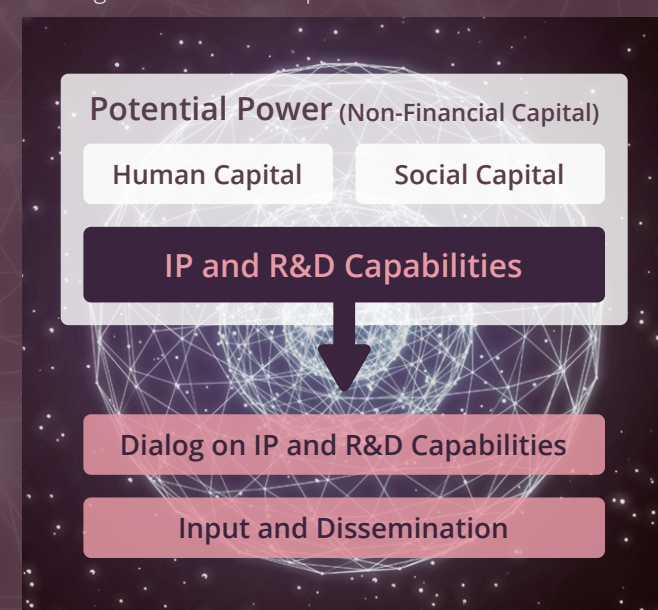 Potential Power (Non-Financial Capital)
Human Capital
Social Capital
IP and R&D Capabilities
Dialog on IP and R&D Capabilities
Input and Dissemination